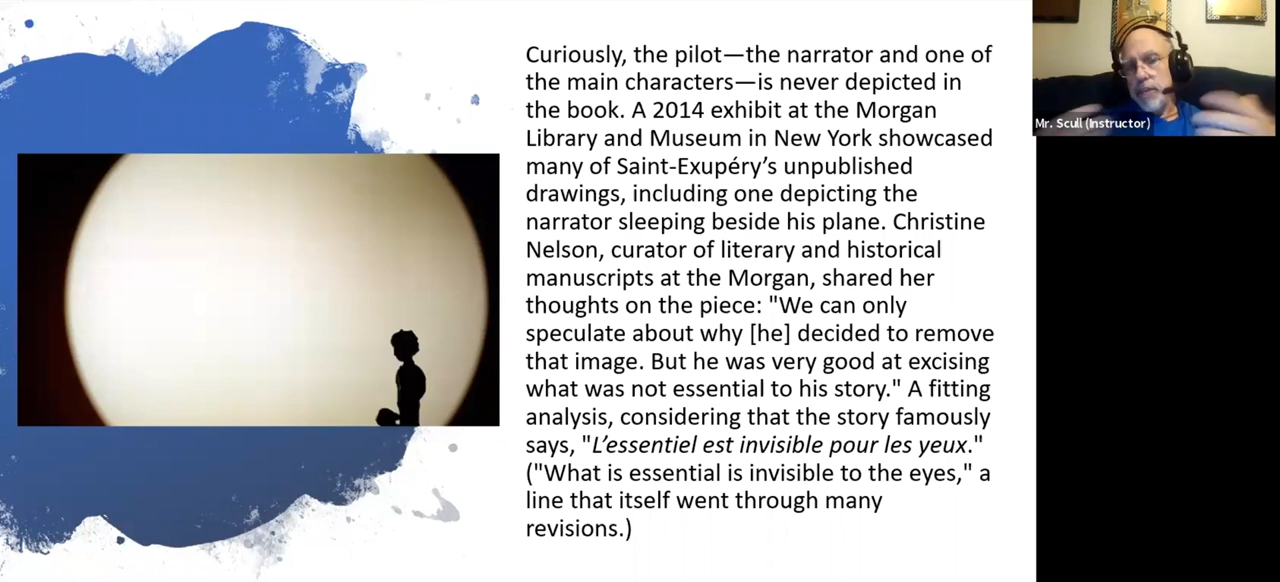 Curiously, the pilot—the narrator and one of
the main characters—is never depicted in
the book. A 2014 exhibit at the Morgan
Library and Museum in New York showcased
many of Saint-Exupéry’s unpublished
drawings, including one depicting the
narrator sleeping beside his plane. Christine
Nelson, curator of literary and historical
manuscripts at the Morgan, shared her
thoughts on the piece: "We can only
speculate about why [he] decided to remove
that image. But he was very good at excising
what was not essential to his story." A fitting
analysis, considering that the story famously
says, "L’essentiel est invisible pour les yeux."
("What is essential is invisible to the eyes," a
line that itself went through many
revisions.)
Mr. Scull (Instructor)